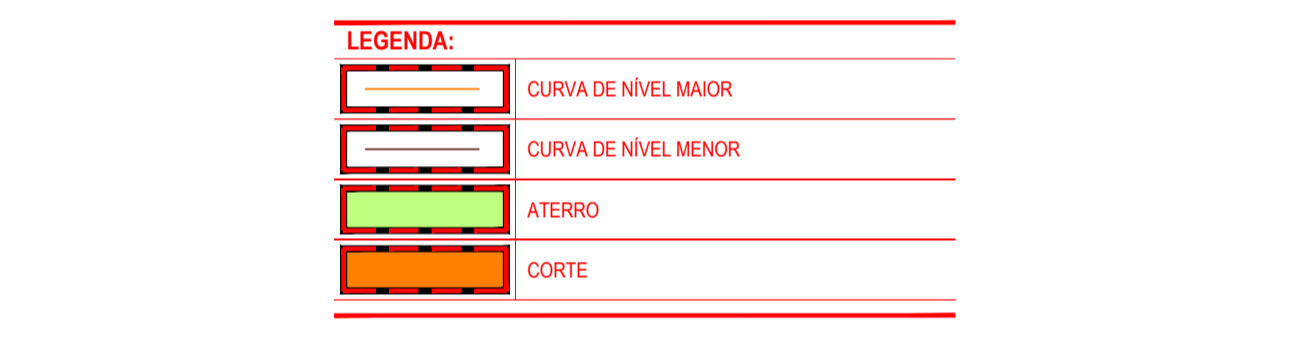 LEGENDA:
CURVA DE NÍVEL MAIOR
CURVA DE NÍVEL MENOR
ATERRO
CORTE